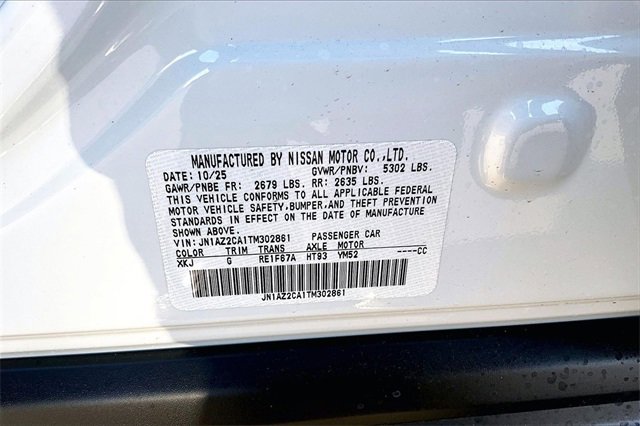 MANUFACTURED BY NISSAN MOTOR CO.,LTD.
DATE: 10/25 GVWR/PNBV: 5302 LBS.
GAWR/PNBE FR: 2679 LBS. RR: 2635 LBS.
THIS VEHICLE CONFORMS TO ALL APPLICABLE FEDERAL
MOTOR VEHICLE SAFETY,BUMPER,AND THEFT PREVENTION
STANDARDS IN EFFECT ON THE DATE OF MANUFACTURE
SHOWN ABOVE.
VIN: JN1AZ2CA1TM302861 PASSENGER CAR
COLOR TRIM TRANS AXLE MOTOR
XKJ G RE1F67A HT93 YM52 ----CC
JN1AZ2CA1TM302861